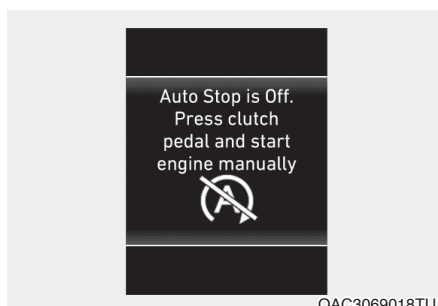 Auto Stop is Off.
Press clutch
pedal and start
engine manually
OAC3069018TU